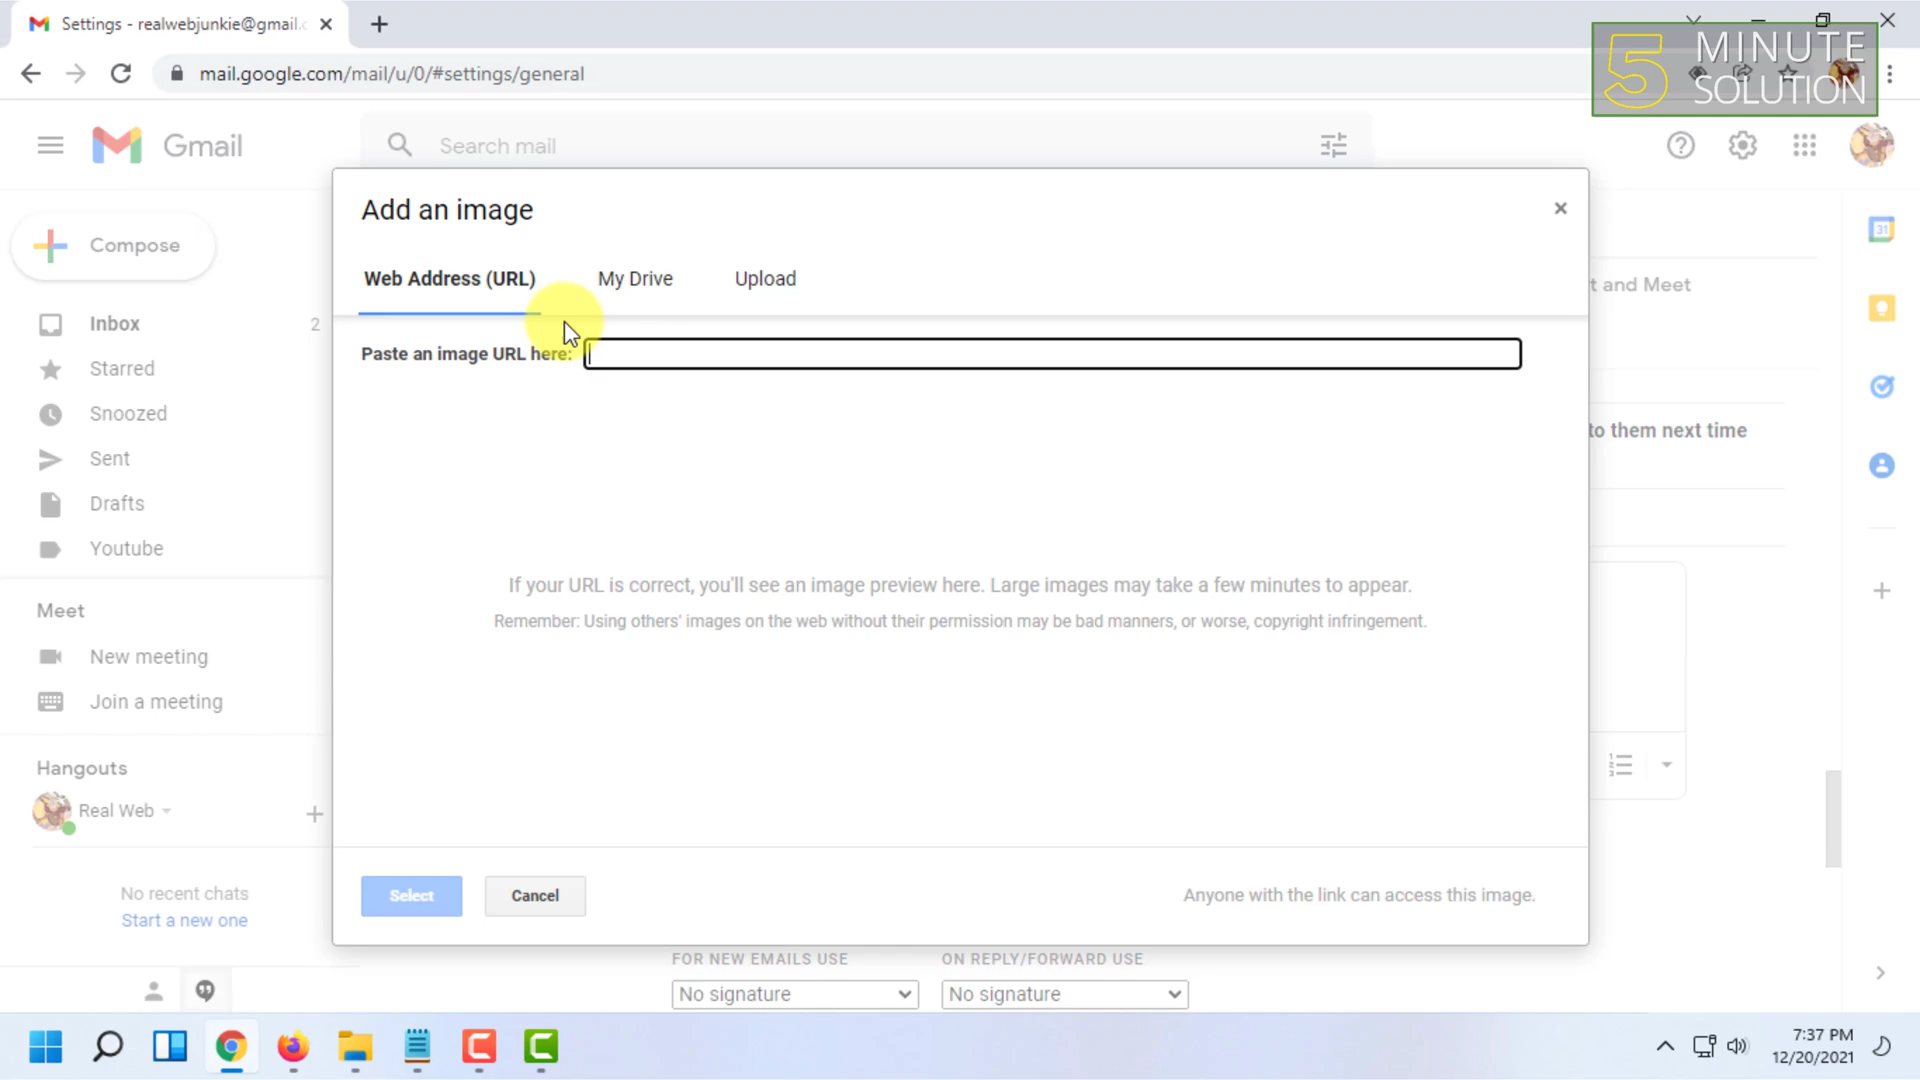 Settings - realwebjunkie@gmail.c
mail.google.com/mail/u/0/#settings/general
5 MINUTE
SOLUTION
Gmail
Search mail
Compose
Inbox 2
Starred
Snoozed
Sent
Drafts
Youtube
Meet
New meeting
Join a meeting
Hangouts
Real Web
No recent chats
Start a new one
Add an image
Web Address (URL) My Drive Upload
Paste an image URL here:
If your URL is correct, you'll see an image preview here. Large images may take a few minutes to appear.
Remember: Using others' images on the web without their permission may be bad manners, or worse, copyright infringement.
Select Cancel Anyone with the link can access this image.
t and Meet
31
to them next time
FOR NEW EMAILS USE ON REPLY/FORWARD USE
No signature No signature
7:37 PM
12/20/2021